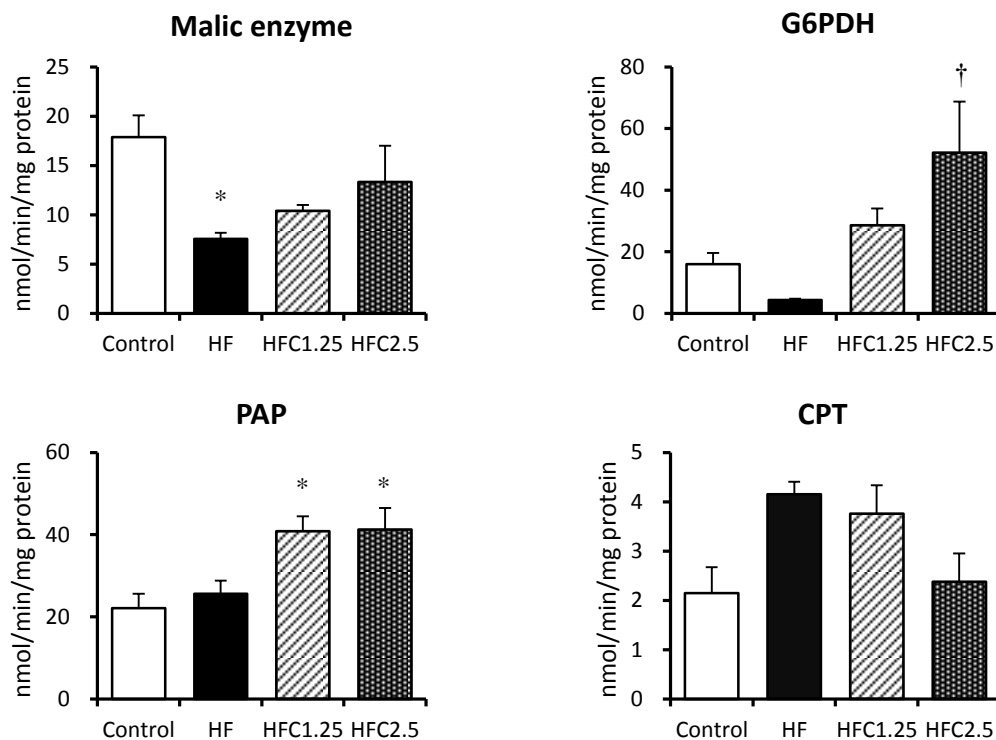 Malic enzyme
nmol/min/mg protein
25
20
15
10
5
0
*
Control HF HFC1.25 HFC2.5
G6PDH
nmol/min/mg protein
80
60
40
20
0
†
Control HF HFC1.25 HFC2.5
PAP
nmol/min/mg protein
60
40
20
0
* *
Control HF HFC1.25 HFC2.5
CPT
nmol/min/mg protein
5
4
3
2
1
0
Control HF HFC1.25 HFC2.5